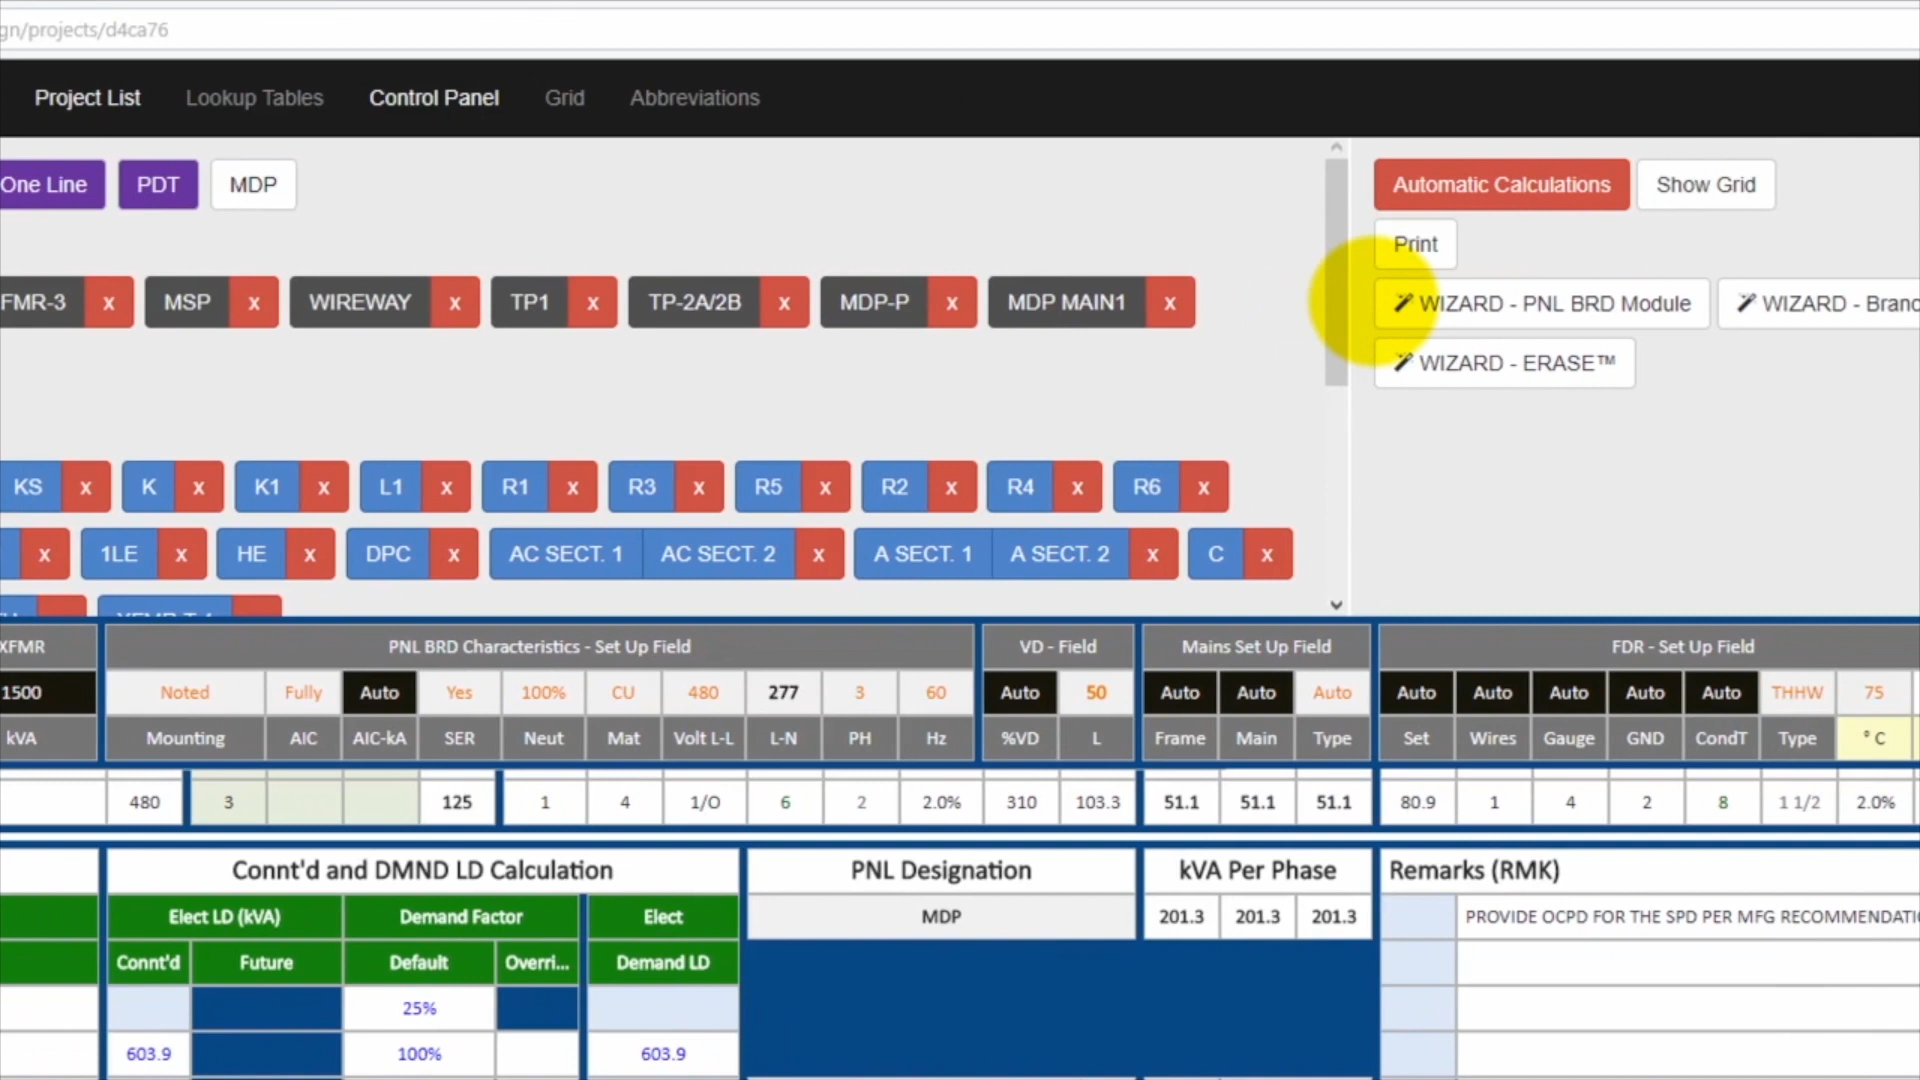 gn/projects/d4ca76
Project List Lookup Tables Control Panel Grid Abbreviations
One Line PDT MDP
Automatic Calculations Show Grid
Print
FMR-3 x MSP x WIREWAY x TP1 x TP-2A/2B x MDP-P x MDP MAIN1 x
WIZARD - PNL BRD Module WIZARD - Branc
WIZARD - ERASE™
KS x K x K1 x L1 x R1 x R3 x R5 x R2 x R4 x R6 x
x 1LE x HE x DPC x AC SECT. 1 AC SECT. 2 x A SECT. 1 A SECT. 2 x C x
XFMR PNL BRD Characteristics - Set Up Field VD - Field Mains Set Up Field FDR - Set Up Field
1500 Noted Fully Auto Yes 100% CU 480 277 3 60 Auto 50 Auto Auto Auto Auto Auto Auto Auto Auto THHW 75
kVA Mounting AIC AIC-kA SER Neut Mat Volt L-L L-N PH Hz %VD L Frame Main Type Set Wires Gauge GND CondT Type ° C
480 3 125 1 4 1/O 6 2 2.0% 310 103.3 51.1 51.1 51.1 80.9 1 4 2 8 1 1/2 2.0%
Connt'd and DMND LD Calculation PNL Designation kVA Per Phase Remarks (RMK)
Elect LD (kVA) Demand Factor Elect MDP 201.3 201.3 201.3 PROVIDE OCPD FOR THE SPD PER MFG RECOMMENDATI
Connt'd Future Default Overri... Demand LD
25%
603.9 100% 603.9